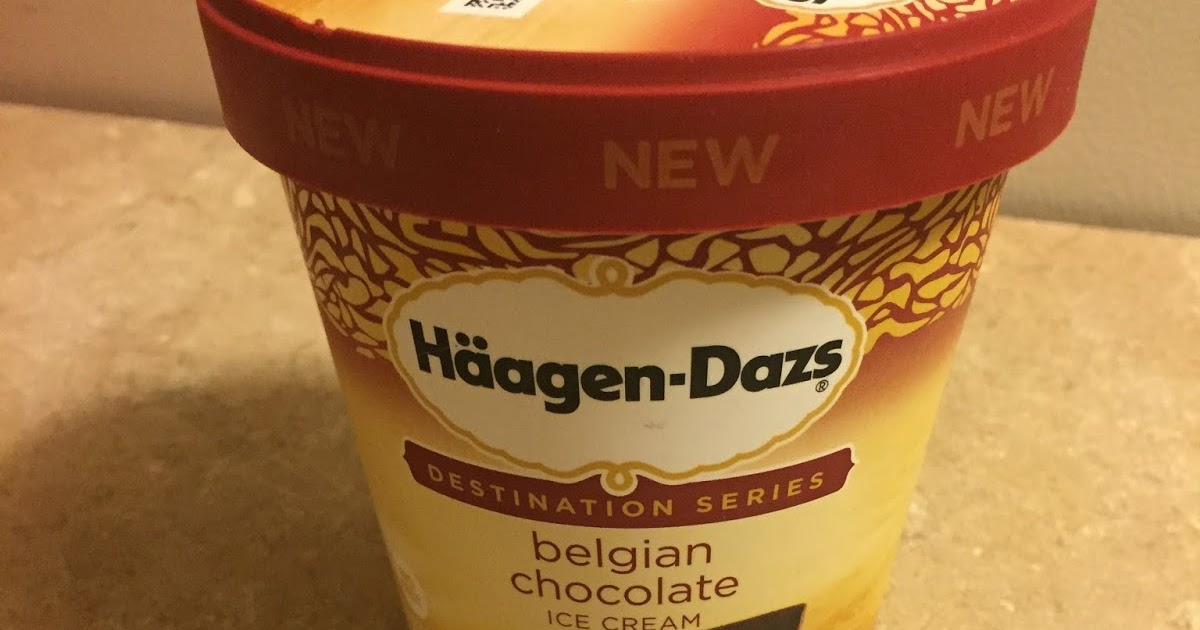 NEW NEW NEW
Häagen-Dazs®
DESTINATION SERIES
belgian
chocolate
ICE CREAM